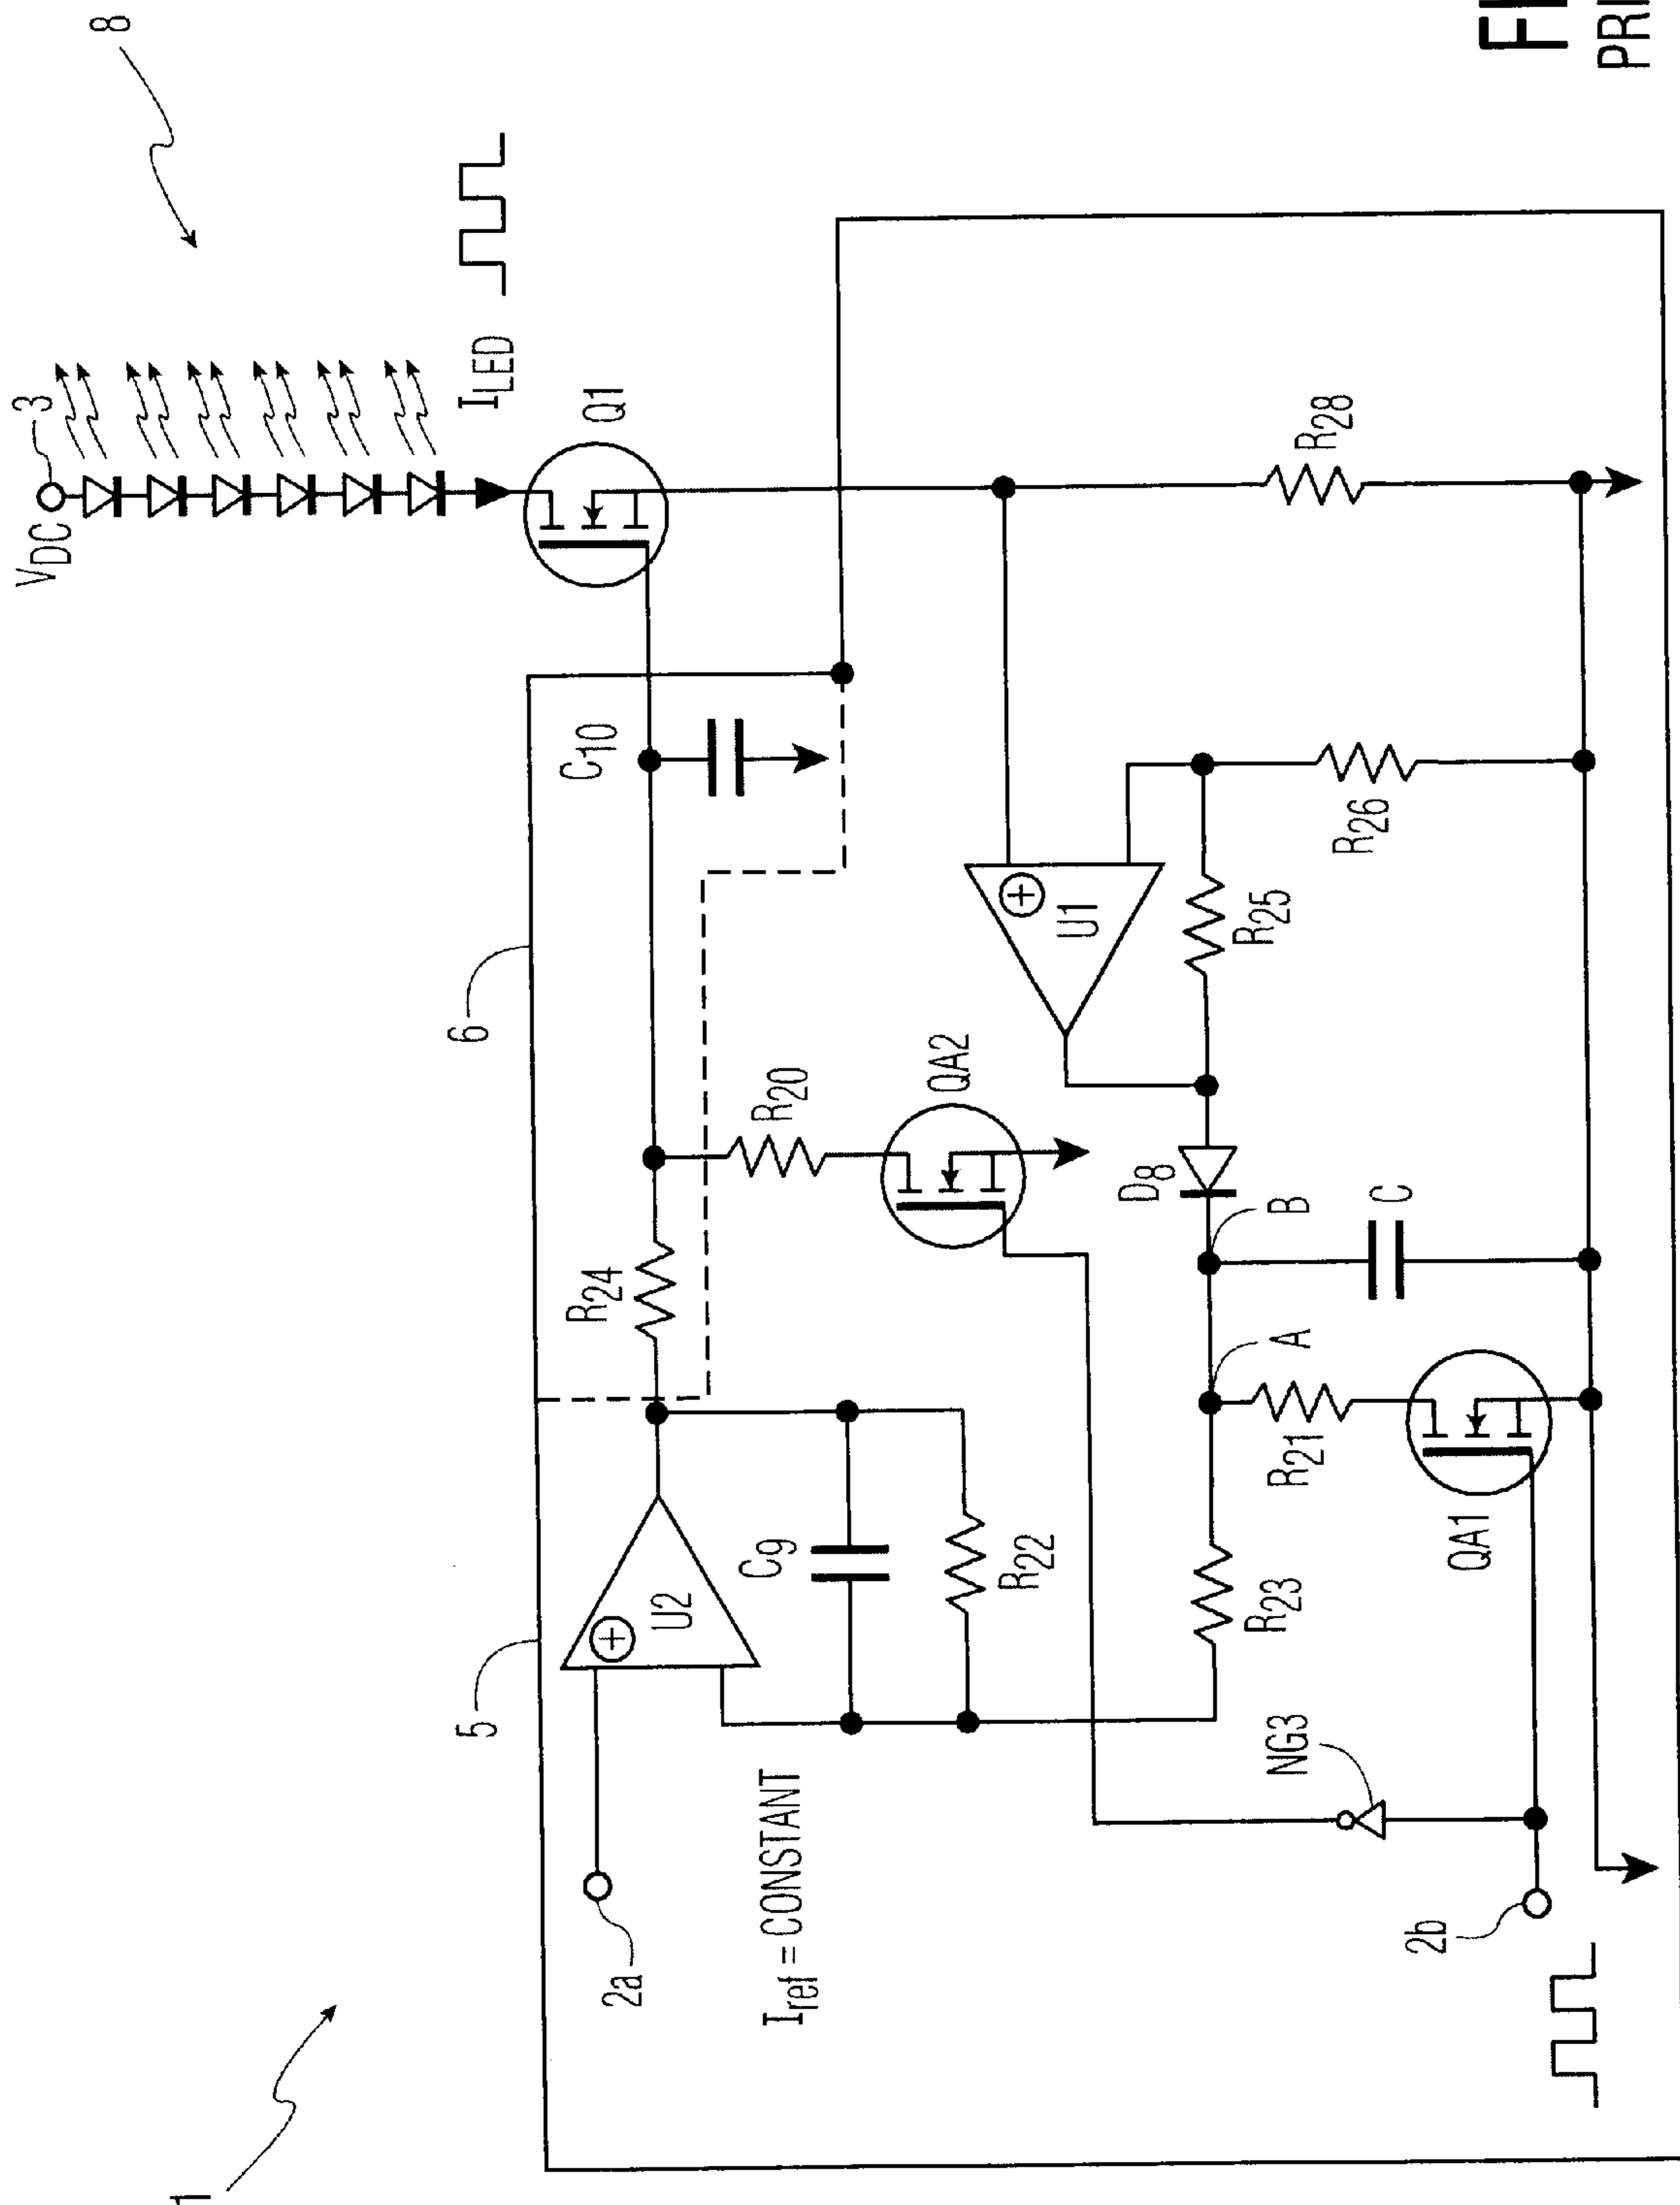 8
3
VDC
ILED
Q1
6
C10
R28
R20
U1
R25
R26
QA2
R24
D8
B
C
A
5
U2
C9
R22
R21
QA1
R23
NG3
2a
Iref = CONSTANT
2b
1
FI
PRI